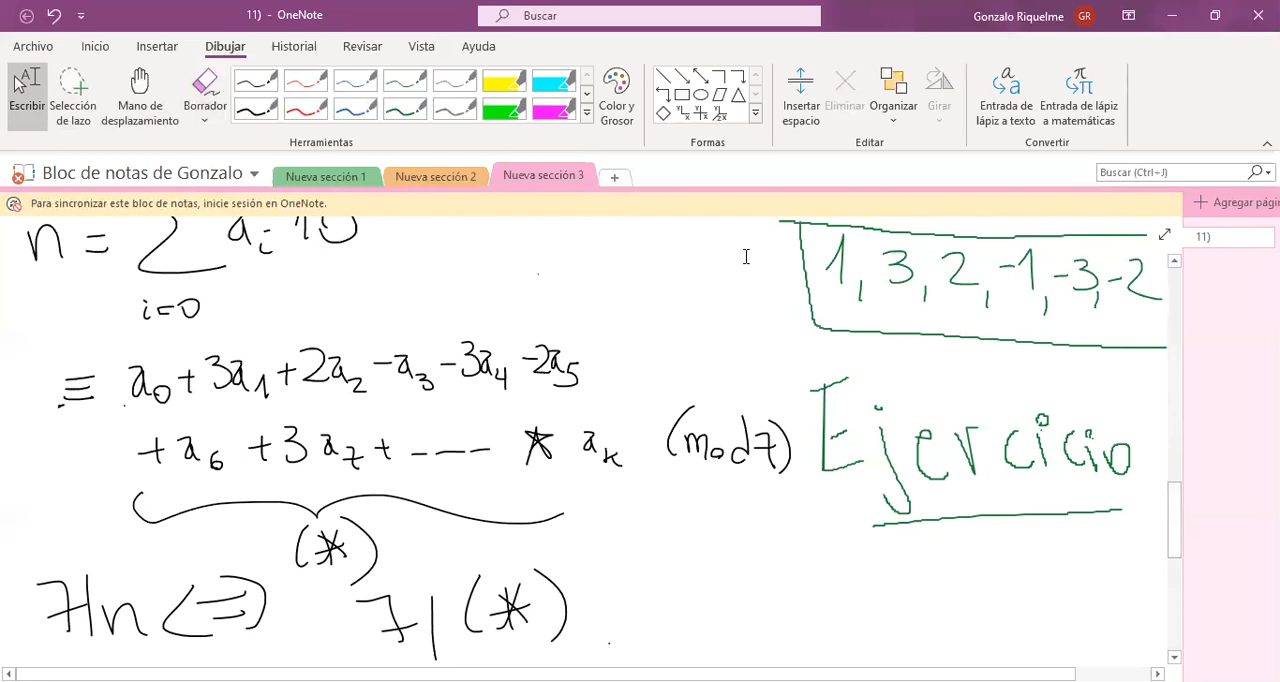 11) - OneNote
Buscar
Gonzalo Riquelme
GR
Archivo Inicio Insertar Dibujar Historial Revisar Vista Ayuda
Escribir
Selección de lazo
Mano de desplazamiento
Borrador
Color y Grosor
Insertar espacio
Eliminar
Organizar
Girar
Entrada de lápiz a texto
Entrada de lápiz a matemáticas
Herramientas Formas Editar Convertir
Bloc de notas de Gonzalo
Nueva sección 1
Nueva sección 2
Nueva sección 3
+
Buscar (Ctrl+J)
Para sincronizar este bloc de notas, inicie sesión en OneNote.
+ Agregar págin
11)
n = Σ aᵢ 10
i=0
1, 3, 2, -1, -3, -2
≡ a₀ + 3a₁ + 2a₂ - a₃ - 3a₄ - 2a₅
+ a₆ + 3a₇ + ---- * aₖ (mod 7)
Ejercicio
(*)
7|n ⇔ 7|(*)